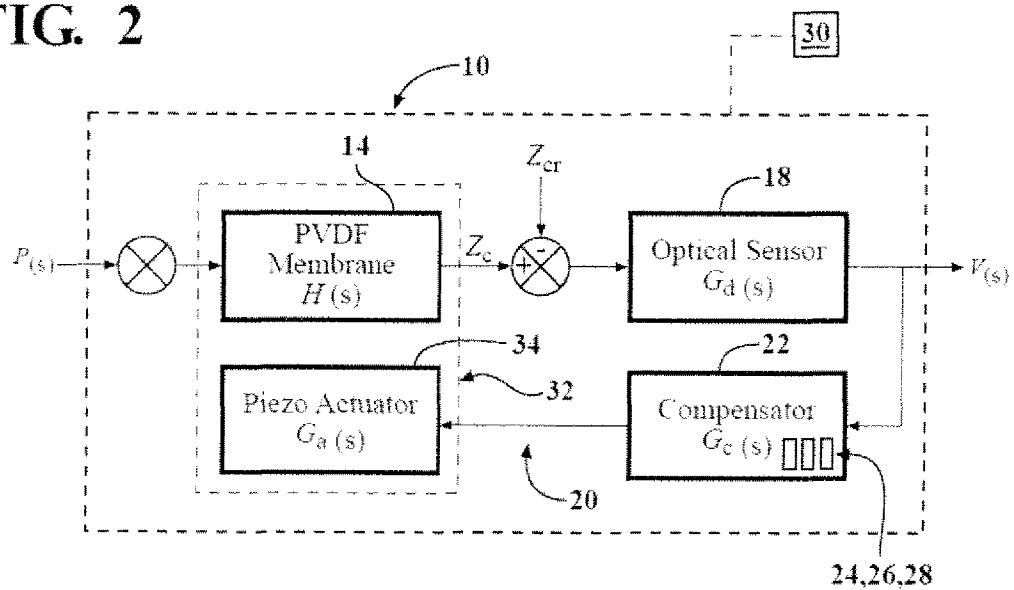 FIG. 2
30
10
14
Zcr
18
P(s)
PVDF
Membrane
H (s)
Zc
+
-
Optical Sensor
Gd (s)
V(s)
34
22
Piezo Actuator
Ga (s)
32
Compensator
Gc (s)
20
24,26,28